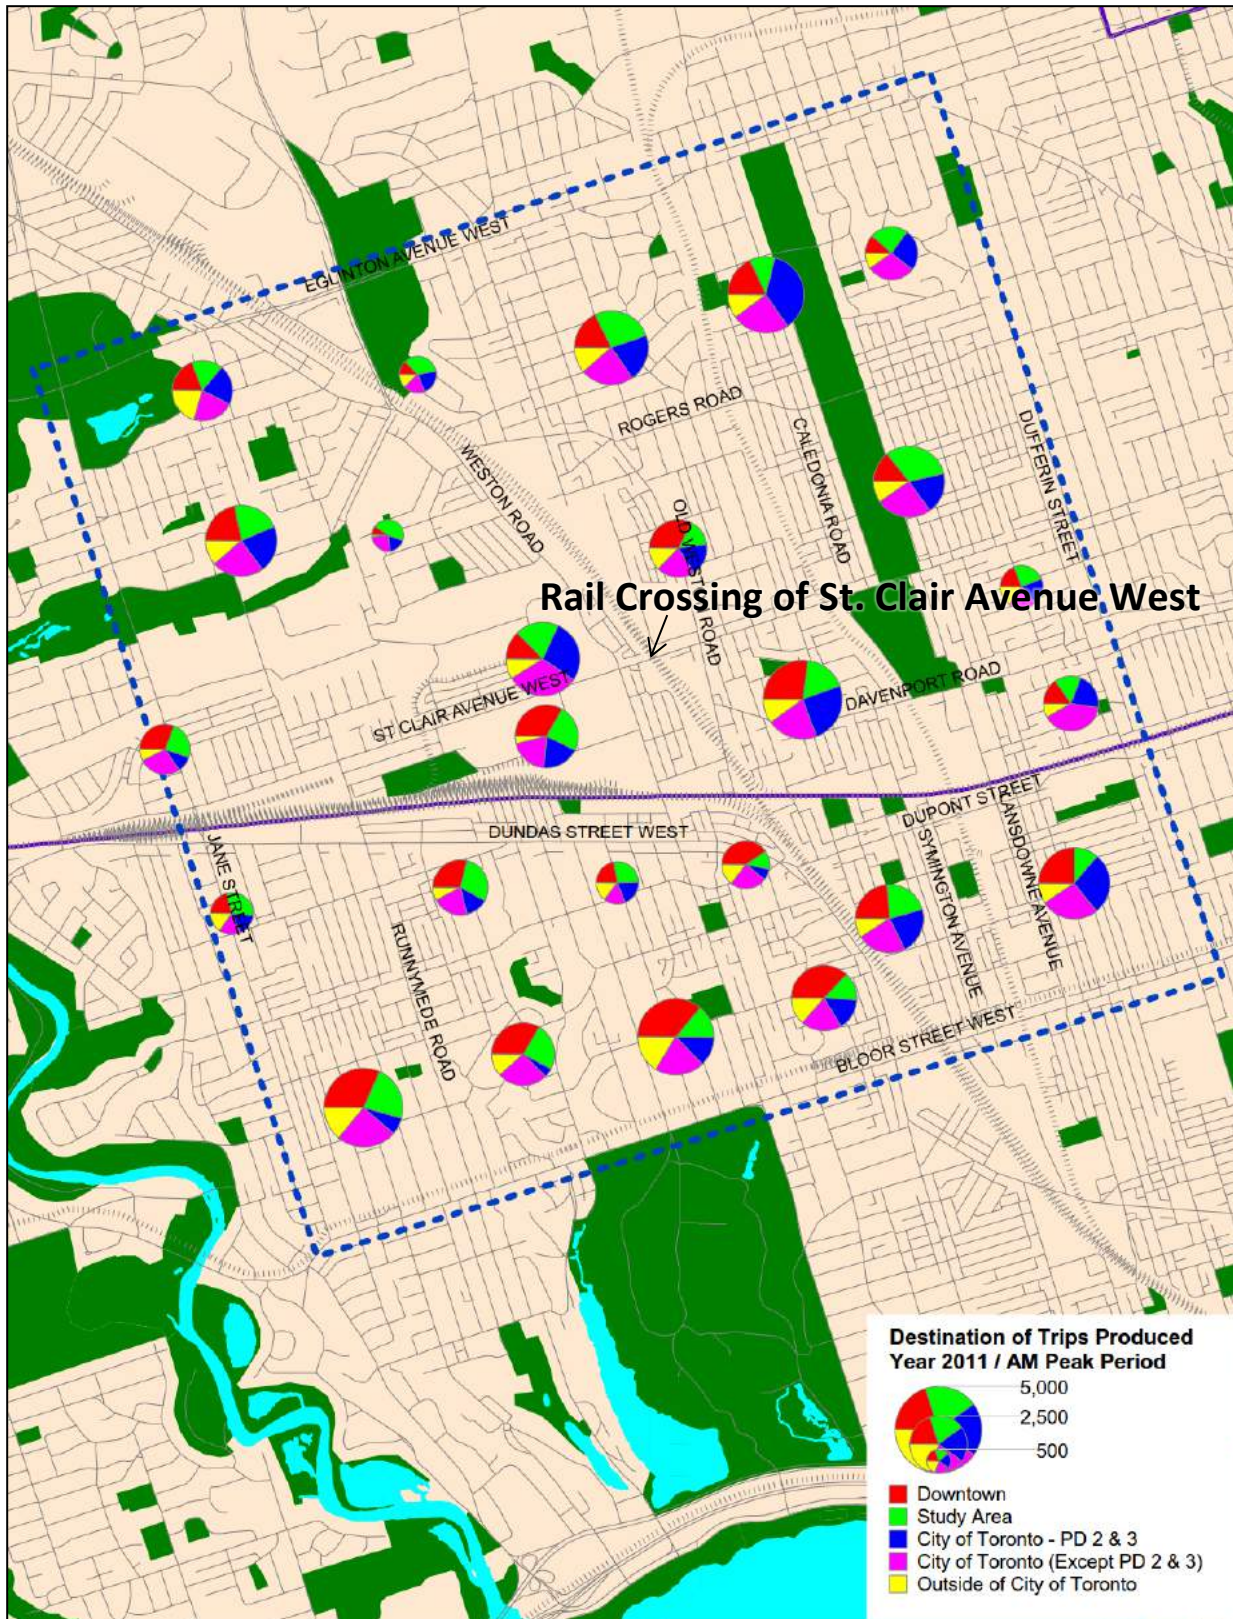 EGLINTON AVENUE WEST
ROGERS ROAD
WESTON ROAD
CALEDONIA ROAD
DUFFERIN STREET
OLD WESTON ROAD
Rail Crossing of St. Clair Avenue West
ST CLAIR AVENUE WEST
DAVENPORT ROAD
DUPONT STREET
DUNDAS STREET WEST
JANE STREET
SYMINGTON AVENUE
LANSDOWNE AVENUE
RUNNYMEDE ROAD
BLOOR STREET WEST
Destination of Trips Produced
Year 2011 / AM Peak Period
5,000
2,500
500
Downtown
Study Area
City of Toronto - PD 2 & 3
City of Toronto (Except PD 2 & 3)
Outside of City of Toronto